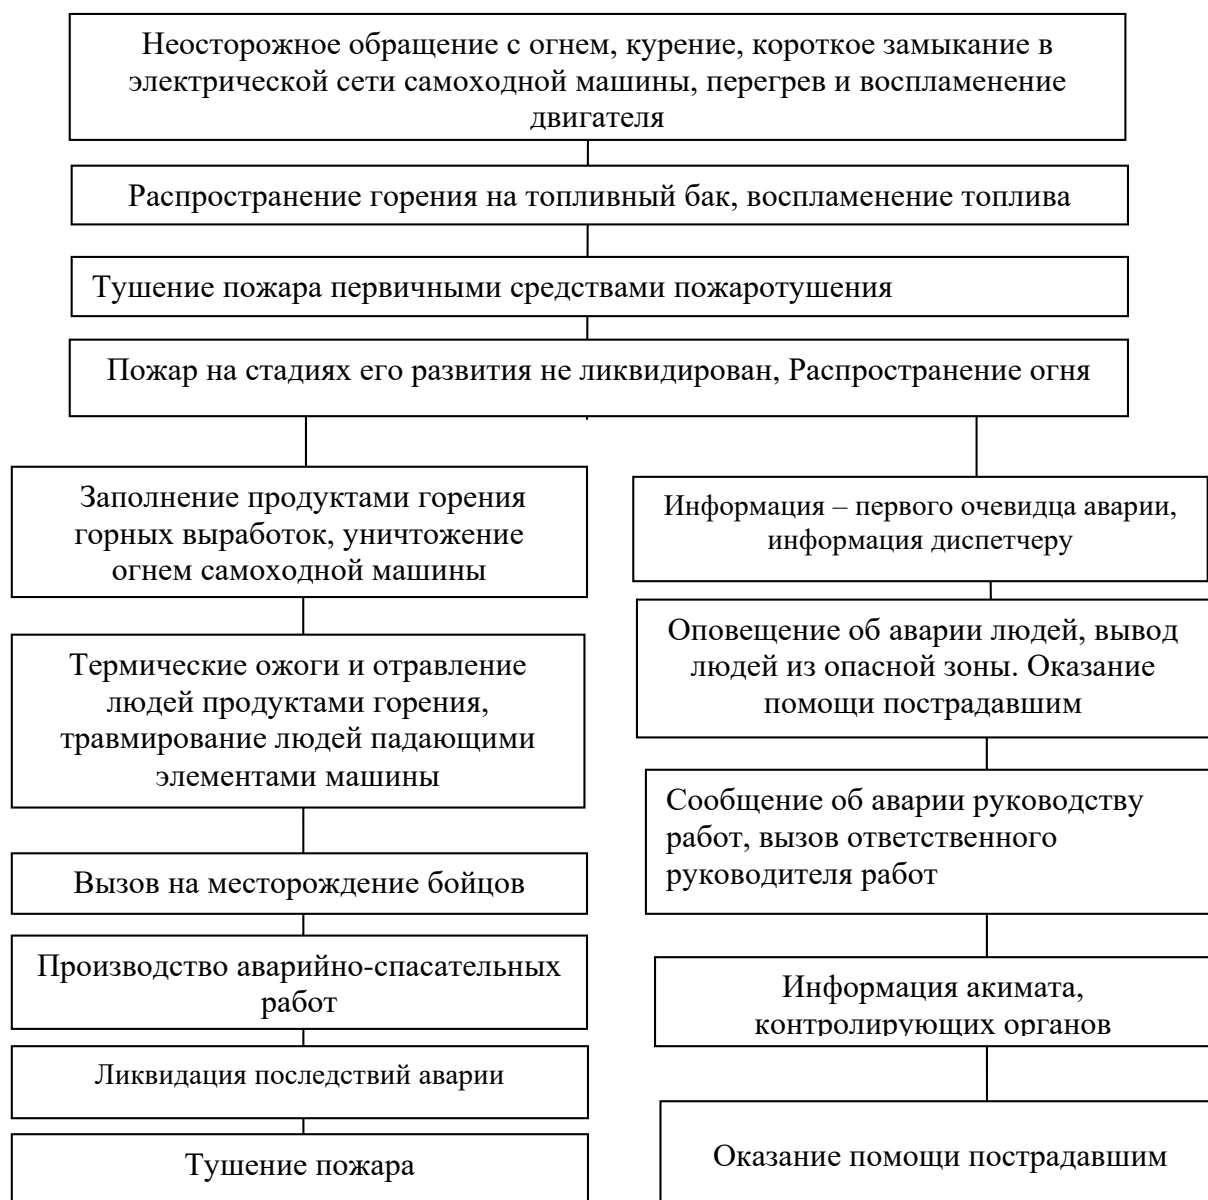 Неосторожное обращение с огнем, курение, короткое замыкание в
электрической сети самоходной машины, перегрев и воспламенение
двигателя
Распространение горения на топливный бак, воспламенение топлива
Тушение пожара первичными средствами пожаротушения
Пожар на стадиях его развития не ликвидирован, Распространение огня
Заполнение продуктами горения
горных выработок, уничтожение
огнем самоходной машины
Термические ожоги и отравление
людей продуктами горения,
травмирование людей падающими
элементами машины
Вызов на месторождение бойцов
Производство аварийно-спасательных
работ
Ликвидация последствий аварии
Тушение пожара
Информация – первого очевидца аварии,
информация диспетчеру
Оповещение об аварии людей, вывод
людей из опасной зоны. Оказание
помощи пострадавшим
Сообщение об аварии руководству
работ, вызов ответственного
руководителя работ
Информация акимата,
контролирующих органов
Оказание помощи пострадавшим